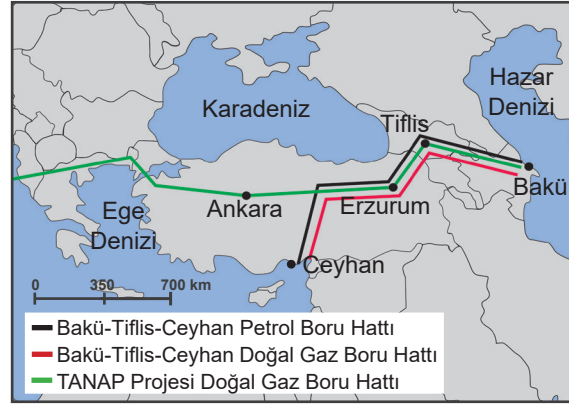 Karadeniz
Hazar
Denizi
Tiflis
Bakü
Ankara
Erzurum
Ege
Denizi
Ceyhan
0 350 700 km
Bakü-Tiflis-Ceyhan Petrol Boru Hattı
Bakü-Tiflis-Ceyhan Doğal Gaz Boru Hattı
TANAP Projesi Doğal Gaz Boru Hattı